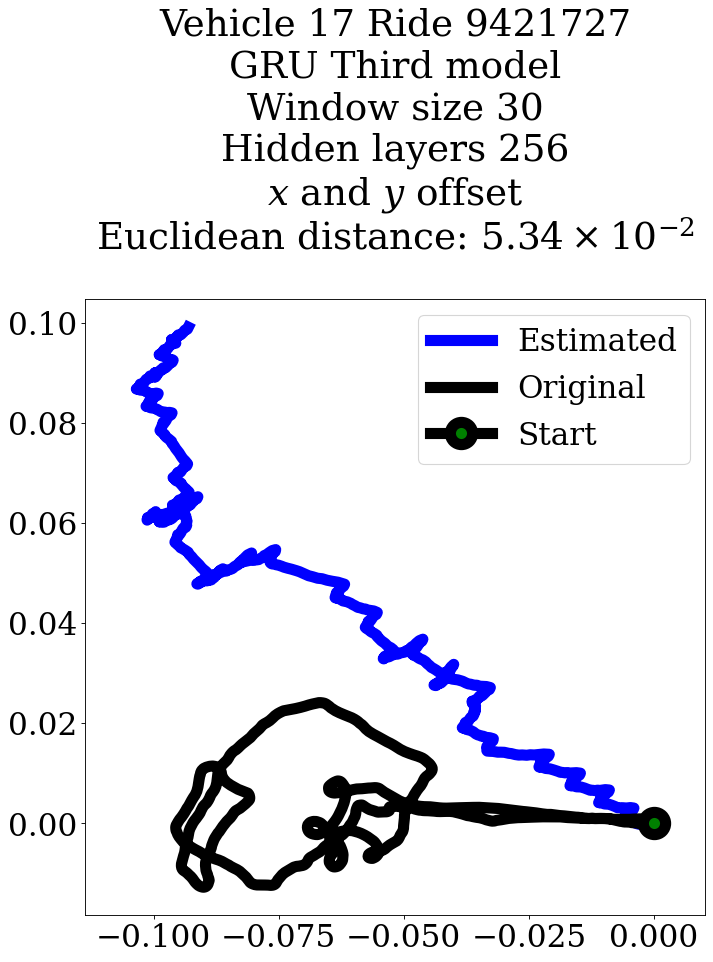 Vehicle 17 Ride 9421727
GRU Third model
Window size 30
Hidden layers 256
x and y offset
Euclidean distance: 5.34 × 10⁻²
Estimated
Original
Start
0.10
0.08
0.06
0.04
0.02
0.00
−0.100 −0.075 −0.050 −0.025 0.000